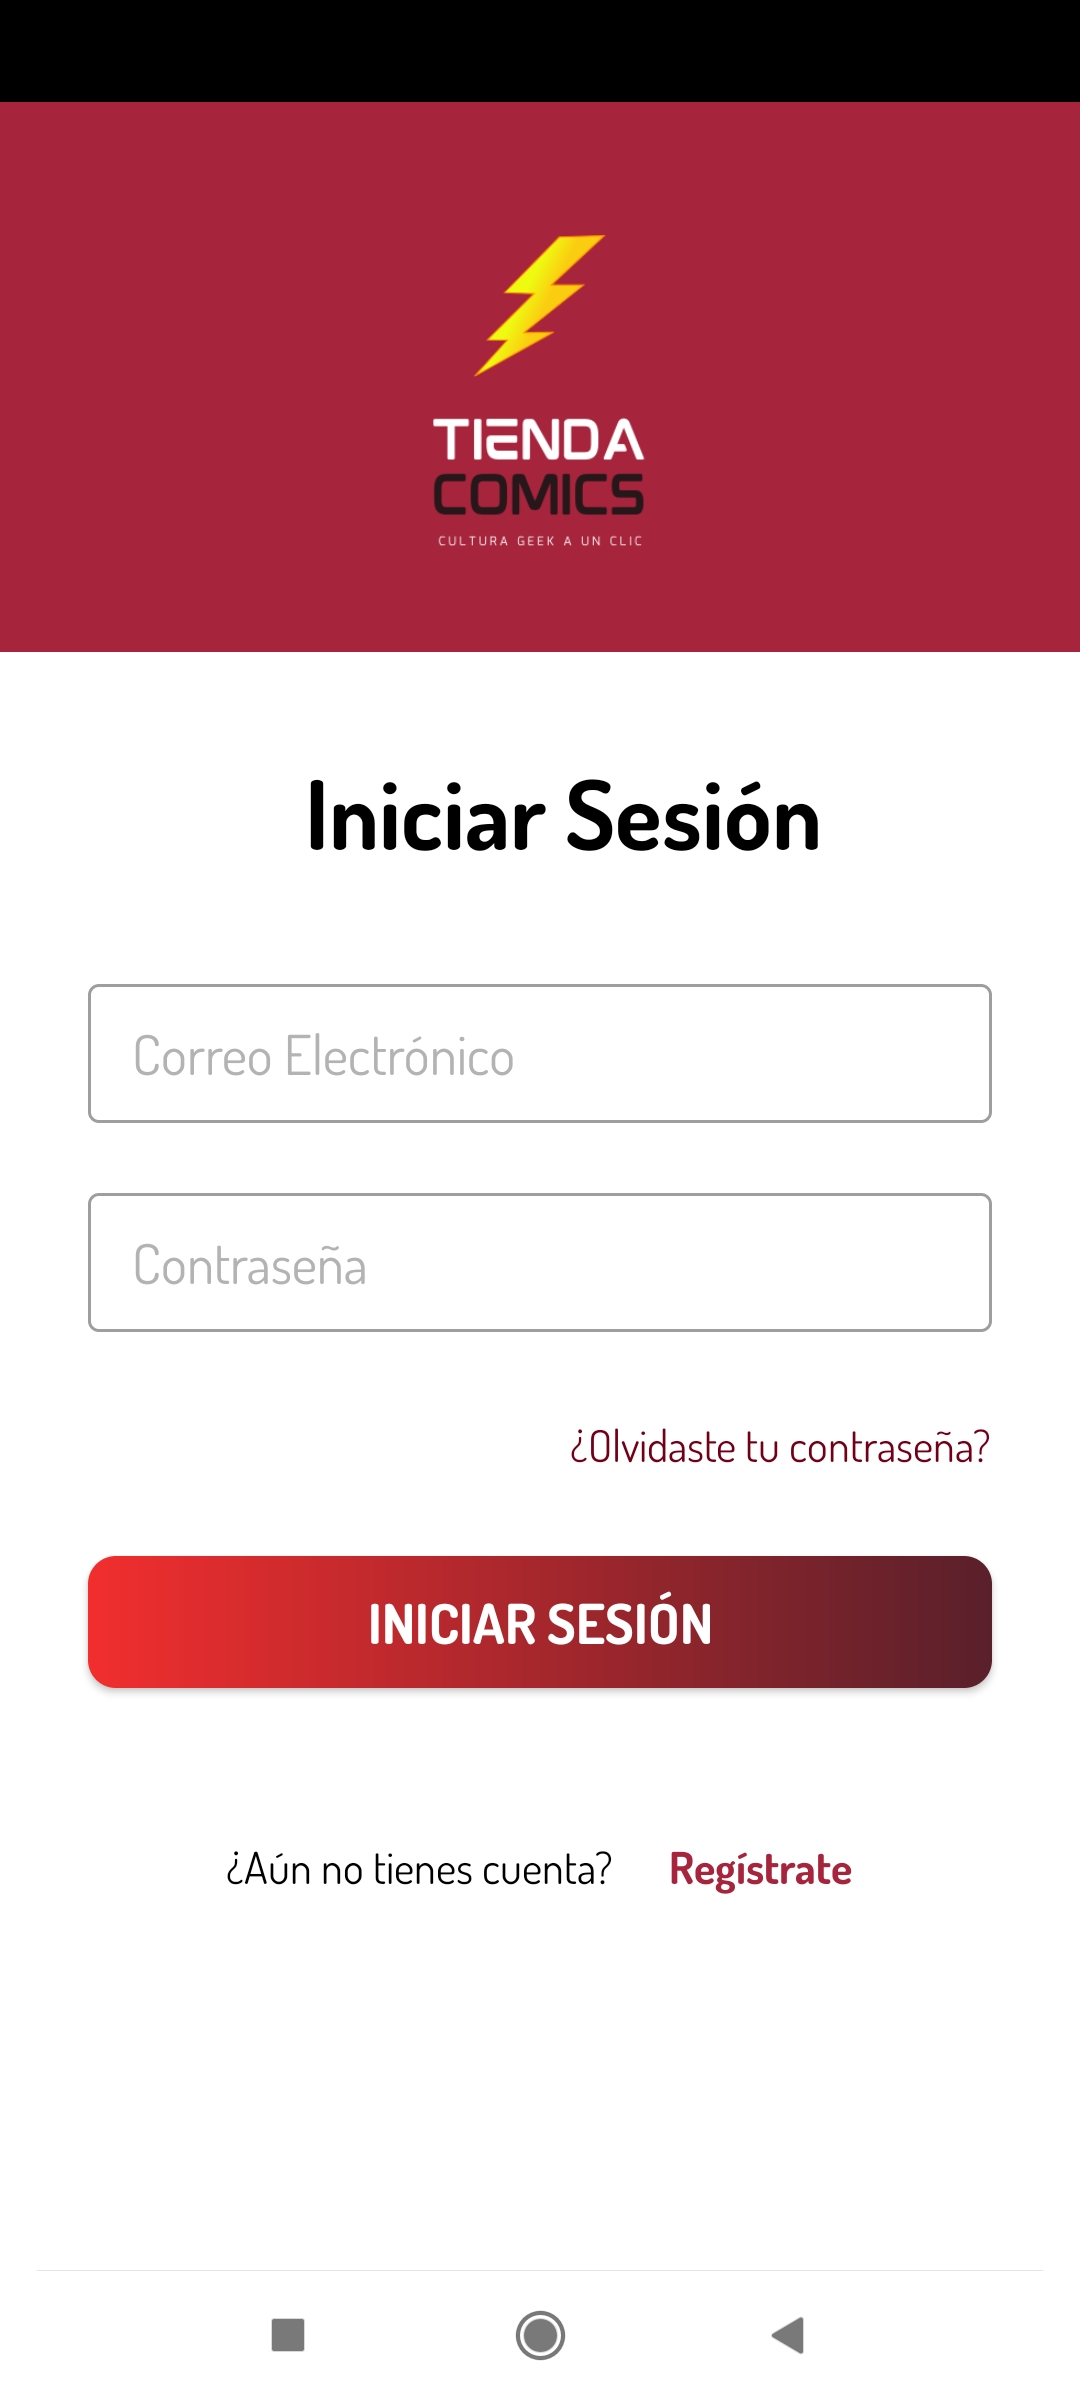 TIENDA
COMICS
CULTURA GEEK A UN CLIC
Iniciar Sesión
Correo Electrónico
Contraseña
¿Olvidaste tu contraseña?
INICIAR SESIÓN
¿Aún no tienes cuenta? Regístrate